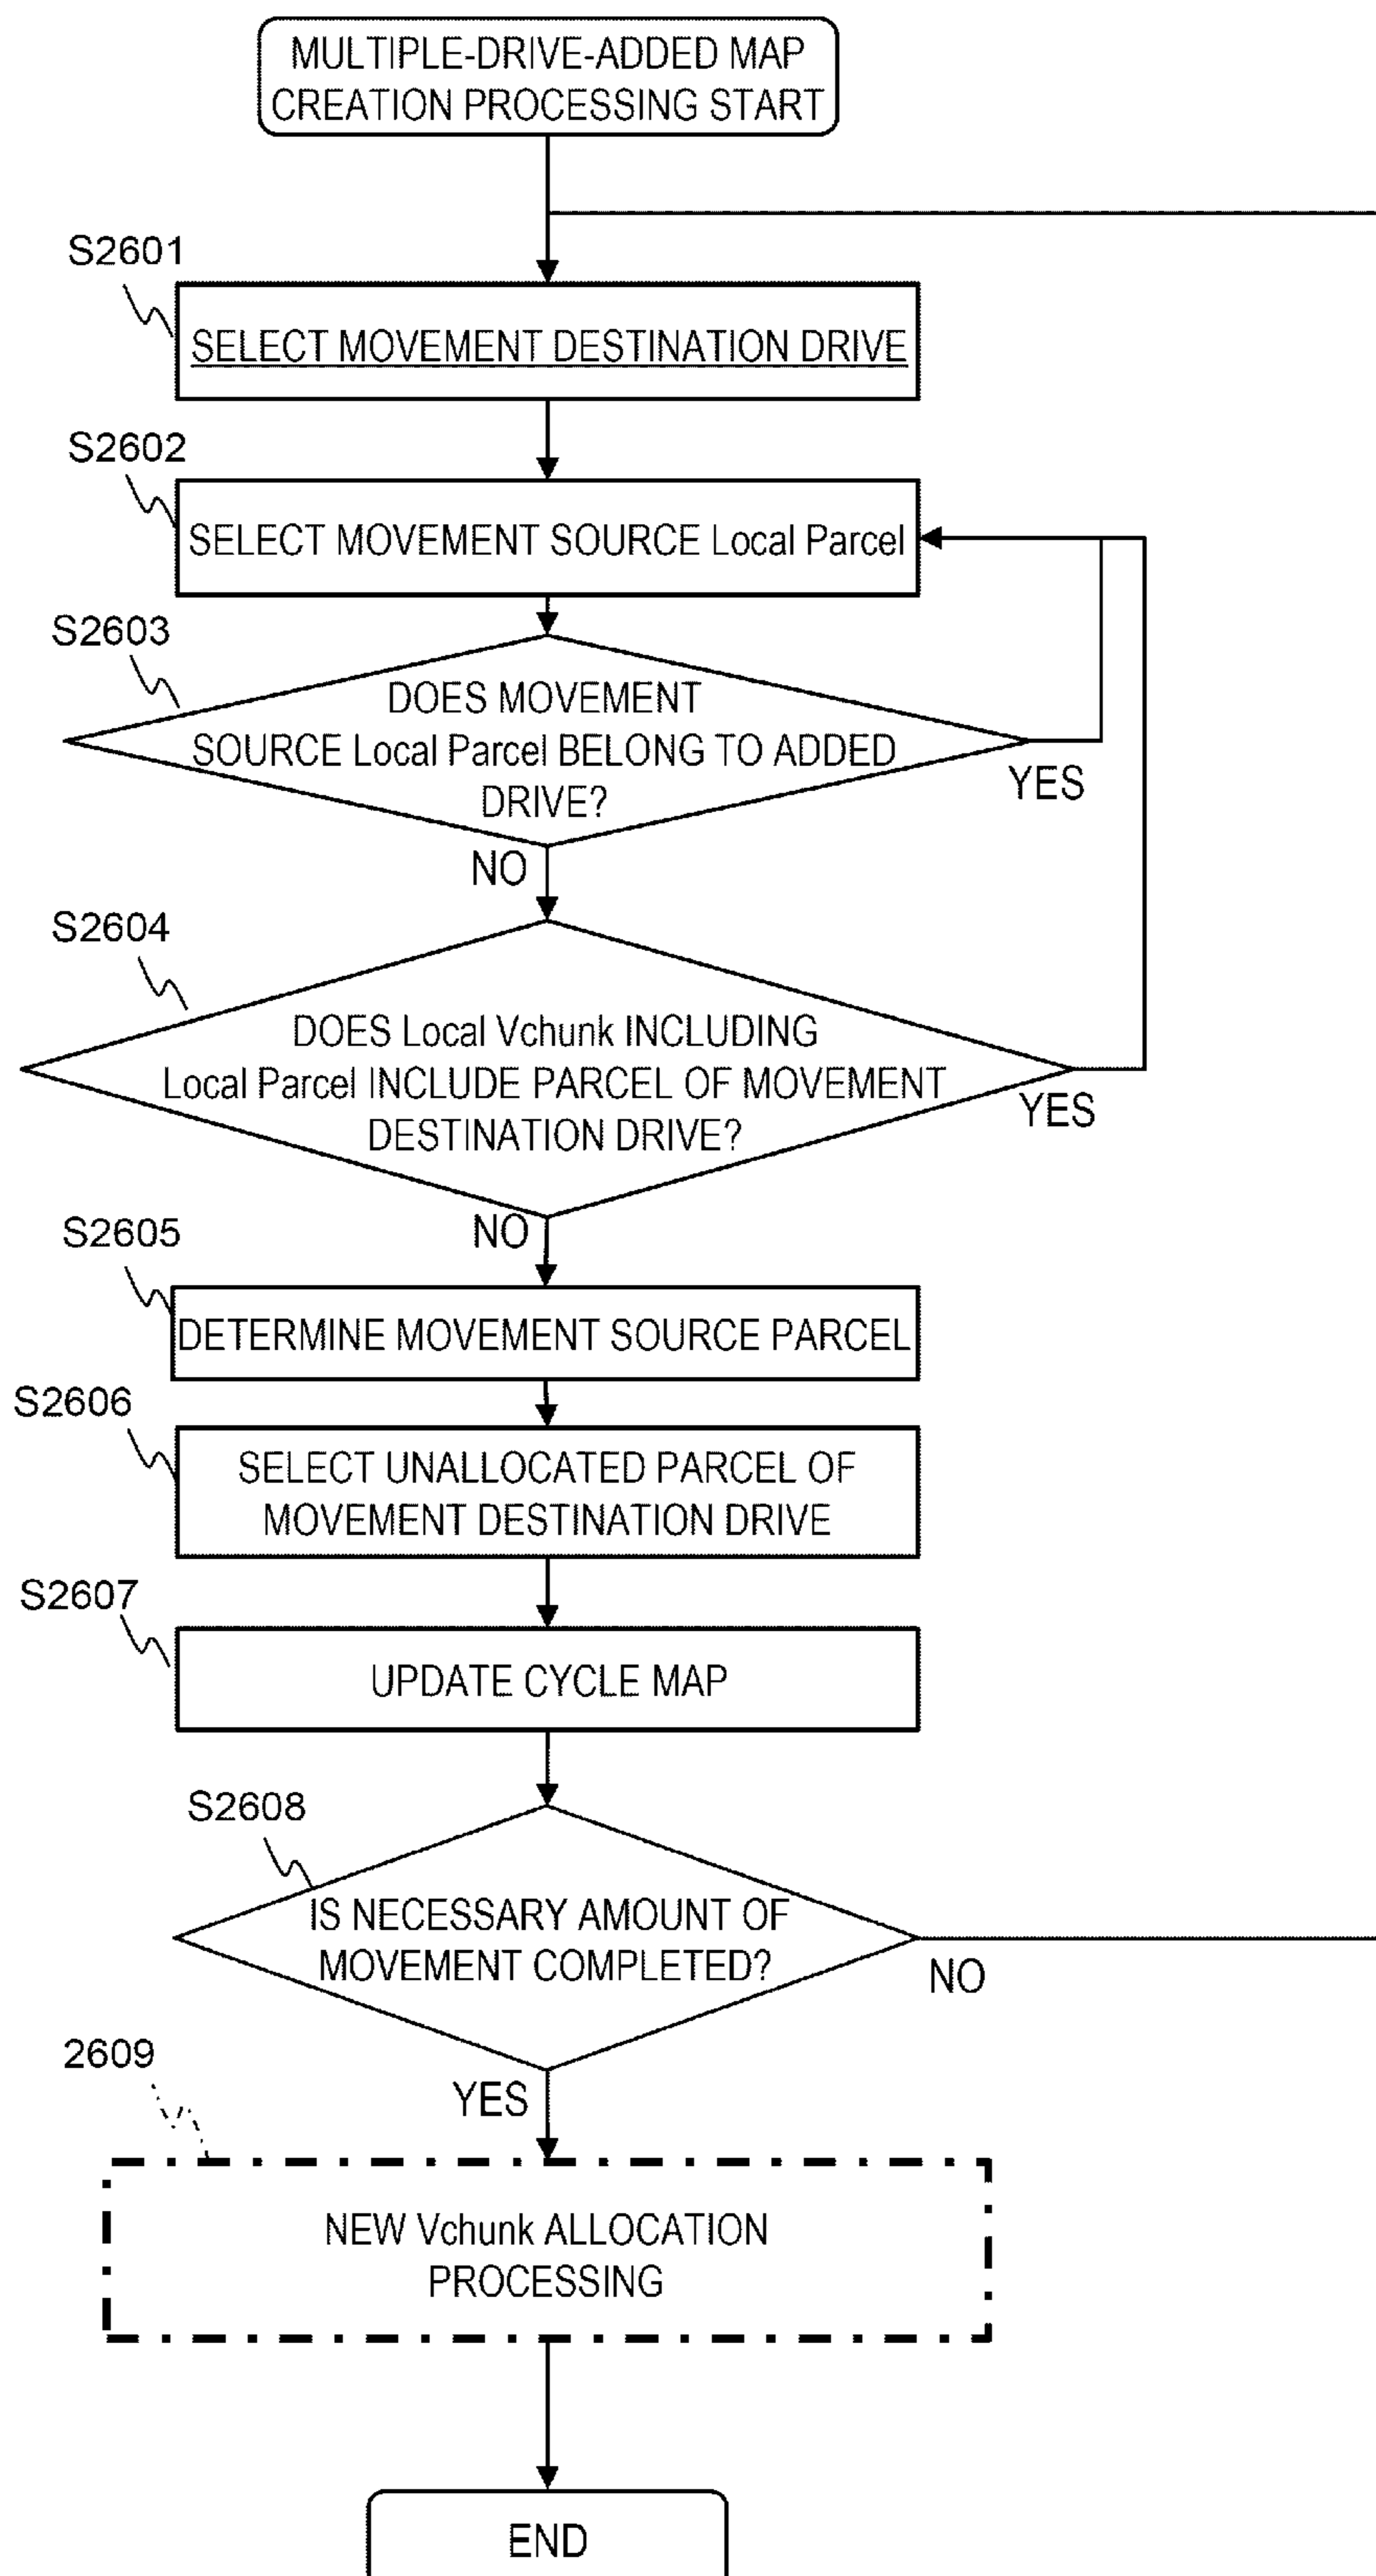 MULTIPLE-DRIVE-ADDED MAP
CREATION PROCESSING START
S2601
SELECT MOVEMENT DESTINATION DRIVE
S2602
SELECT MOVEMENT SOURCE Local Parcel
S2603
DOES MOVEMENT
SOURCE Local Parcel BELONG TO ADDED
DRIVE?
YES
NO
S2604
DOES Local Vchunk INCLUDING
Local Parcel INCLUDE PARCEL OF MOVEMENT
DESTINATION DRIVE?
YES
NO
S2605
DETERMINE MOVEMENT SOURCE PARCEL
S2606
SELECT UNALLOCATED PARCEL OF
MOVEMENT DESTINATION DRIVE
S2607
UPDATE CYCLE MAP
S2608
IS NECESSARY AMOUNT OF
MOVEMENT COMPLETED?
NO
YES
2609
NEW Vchunk ALLOCATION
PROCESSING
END